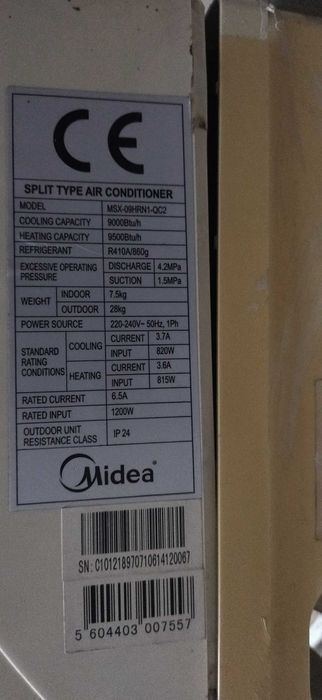 CE
SPLIT TYPE AIR CONDITIONER
MODEL MSX-09HRN1-QC2
COOLING CAPACITY 9000Btu/h
HEATING CAPACITY 9500Btu/h
REFRIGERANT R410A/860g
EXCESSIVE OPERATING PRESSURE DISCHARGE 4.2MPa
SUCTION 1.5MPa
WEIGHT INDOOR 7.5kg
OUTDOOR 28kg
POWER SOURCE 220-240V~ 50Hz, 1Ph
STANDARD RATING CONDITIONS COOLING CURRENT 3.7A
INPUT 820W
HEATING CURRENT 3.6A
INPUT 815W
RATED CURRENT 6.5A
RATED INPUT 1200W
OUTDOOR UNIT RESISTANCE CLASS IP 24
Midea
SN: C101218970710614120067
5 604403 007557